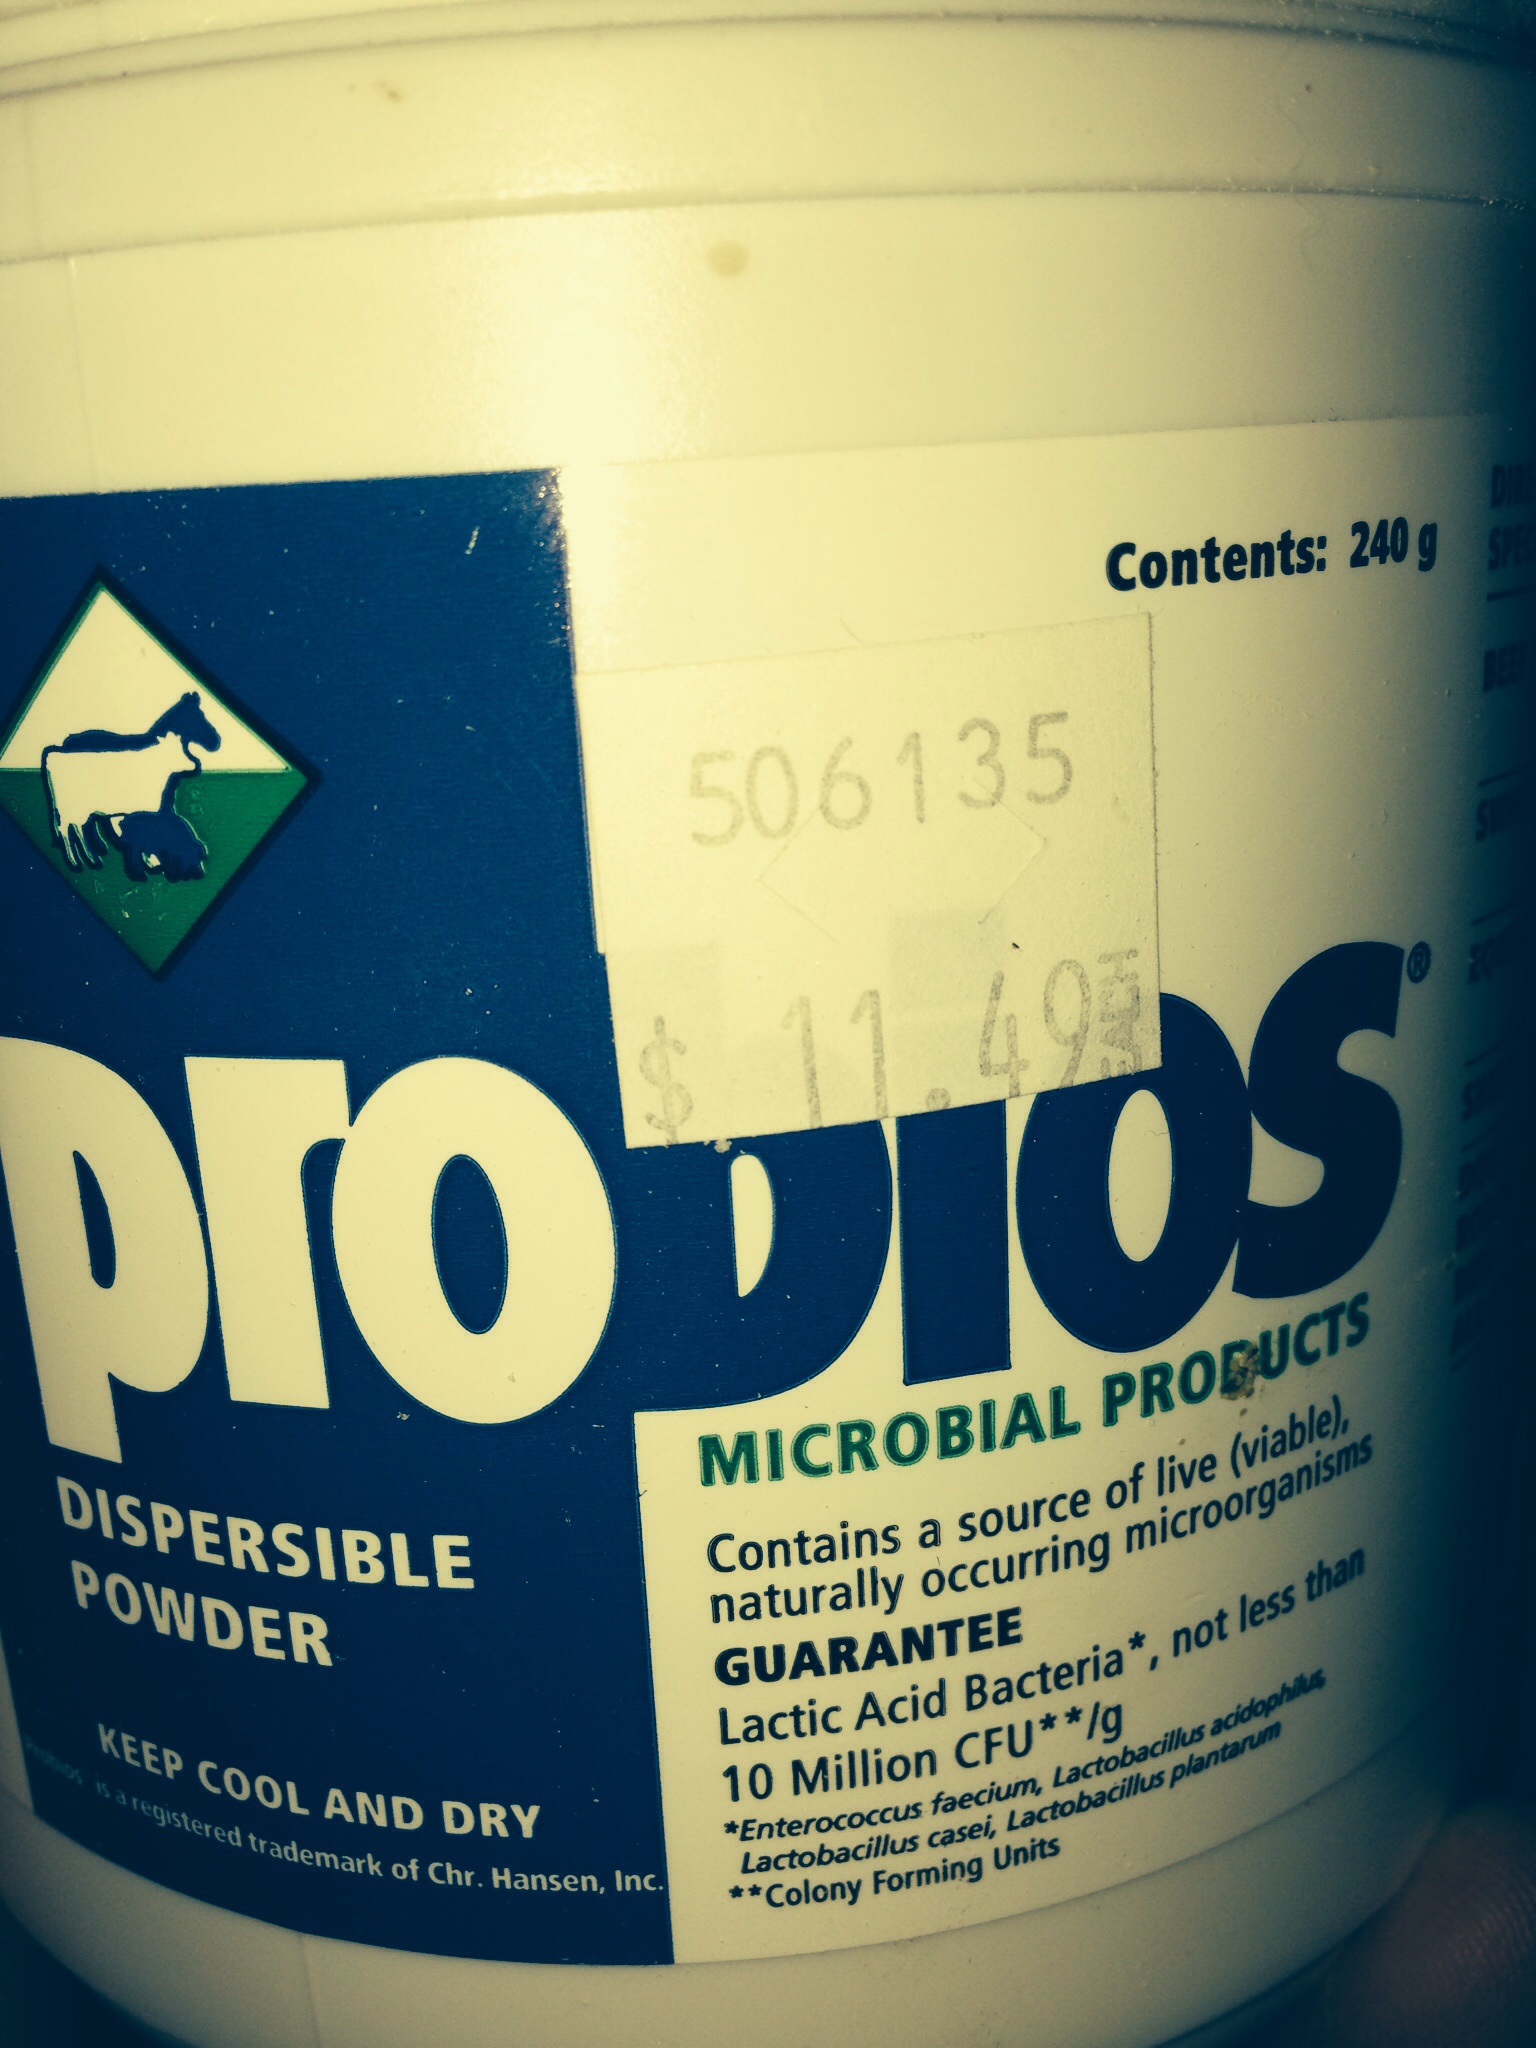 Contents: 240 g
506135
$ 11.49 EACH
probios®
MICROBIAL PRODUCTS
DISPERSIBLE
POWDER
KEEP COOL AND DRY
is a registered trademark of Chr. Hansen, Inc.
Contains a source of live (viable),
naturally occurring microorganisms
GUARANTEE
Lactic Acid Bacteria*, not less than
10 Million CFU**/g
*Enterococcus faecium, Lactobacillus acidophilus,
Lactobacillus casei, Lactobacillus plantarum
**Colony Forming Units